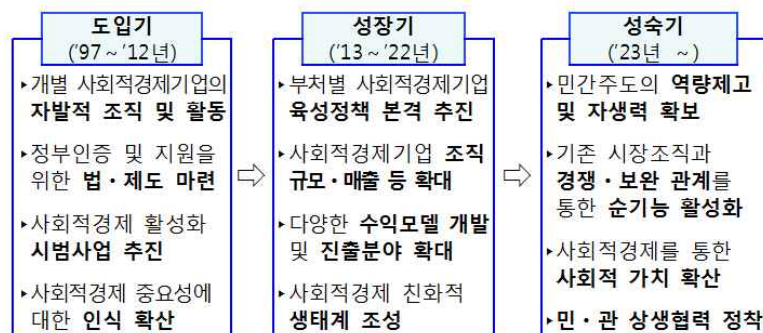 도입기
('97 ~ '12년)
▸개별 사회적경제기업의
자발적 조직 및 활동
▸정부인증 및 지원을
위한 법·제도 마련
▸사회적경제 활성화
시범사업 추진
▸사회적경제 중요성에
대한 인식 확산
성장기
('13 ~ '22년)
▸부처별 사회적경제기업
육성정책 본격 추진
▸사회적경제기업 조직
규모·매출 등 확대
▸다양한 수익모델 개발
및 진출분야 확대
▸사회적경제 친화적
생태계 조성
성숙기
('23년 ~)
▸민간주도의 역량제고
및 자생력 확보
▸기존 시장조직과
경쟁·보완 관계를
통한 순기능 활성화
▸사회적경제를 통한
사회적 가치 확산
▸민·관 상생협력 정착